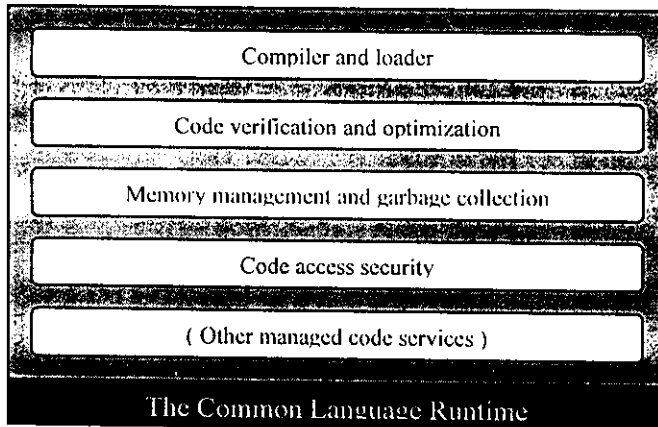 Compiler and loader
Code verification and optimization
Memory management and garbage collection
Code access security
( Other managed code services )
The Common Language Runtime